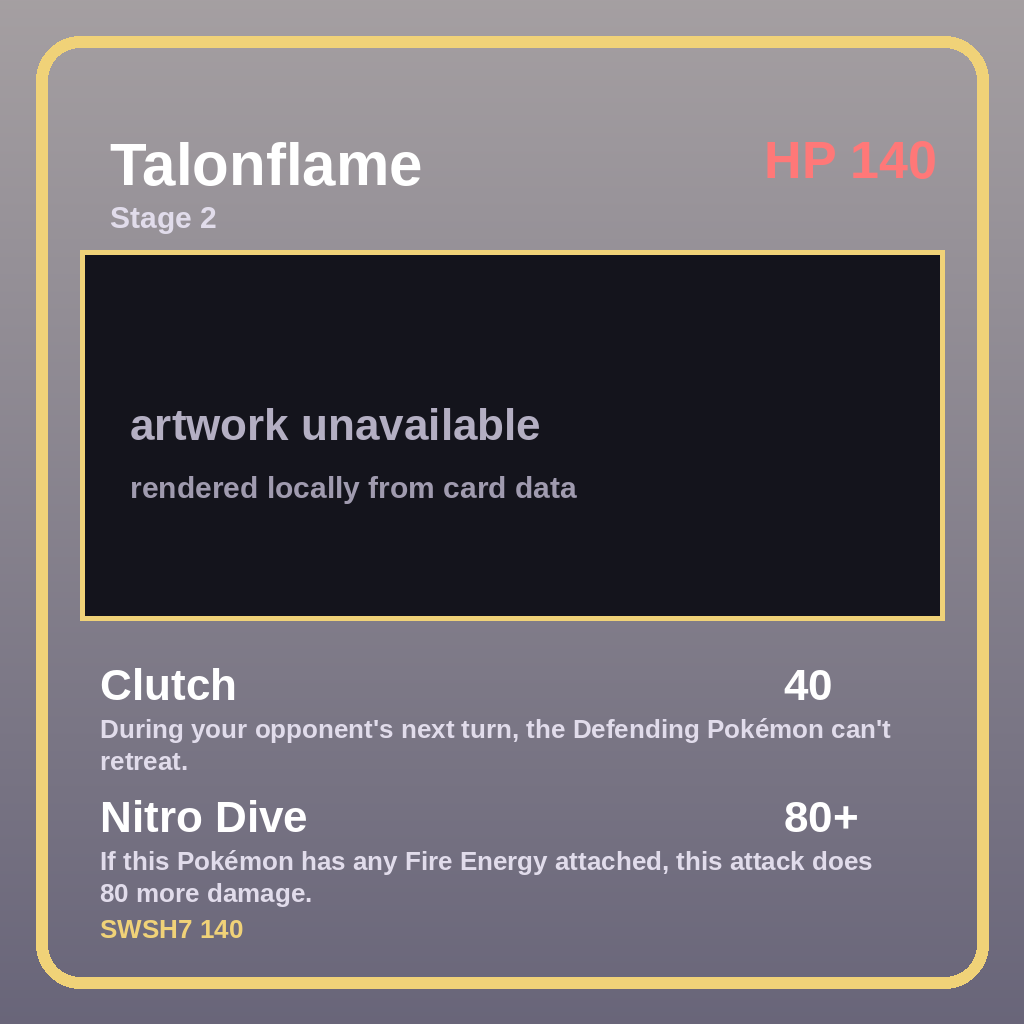 Talonflame
HP 140
Stage 2
artwork unavailable
rendered locally from card data
Clutch 40
During your opponent's next turn, the Defending Pokémon can't
retreat.
Nitro Dive 80+
If this Pokémon has any Fire Energy attached, this attack does
80 more damage.
SWSH7 140